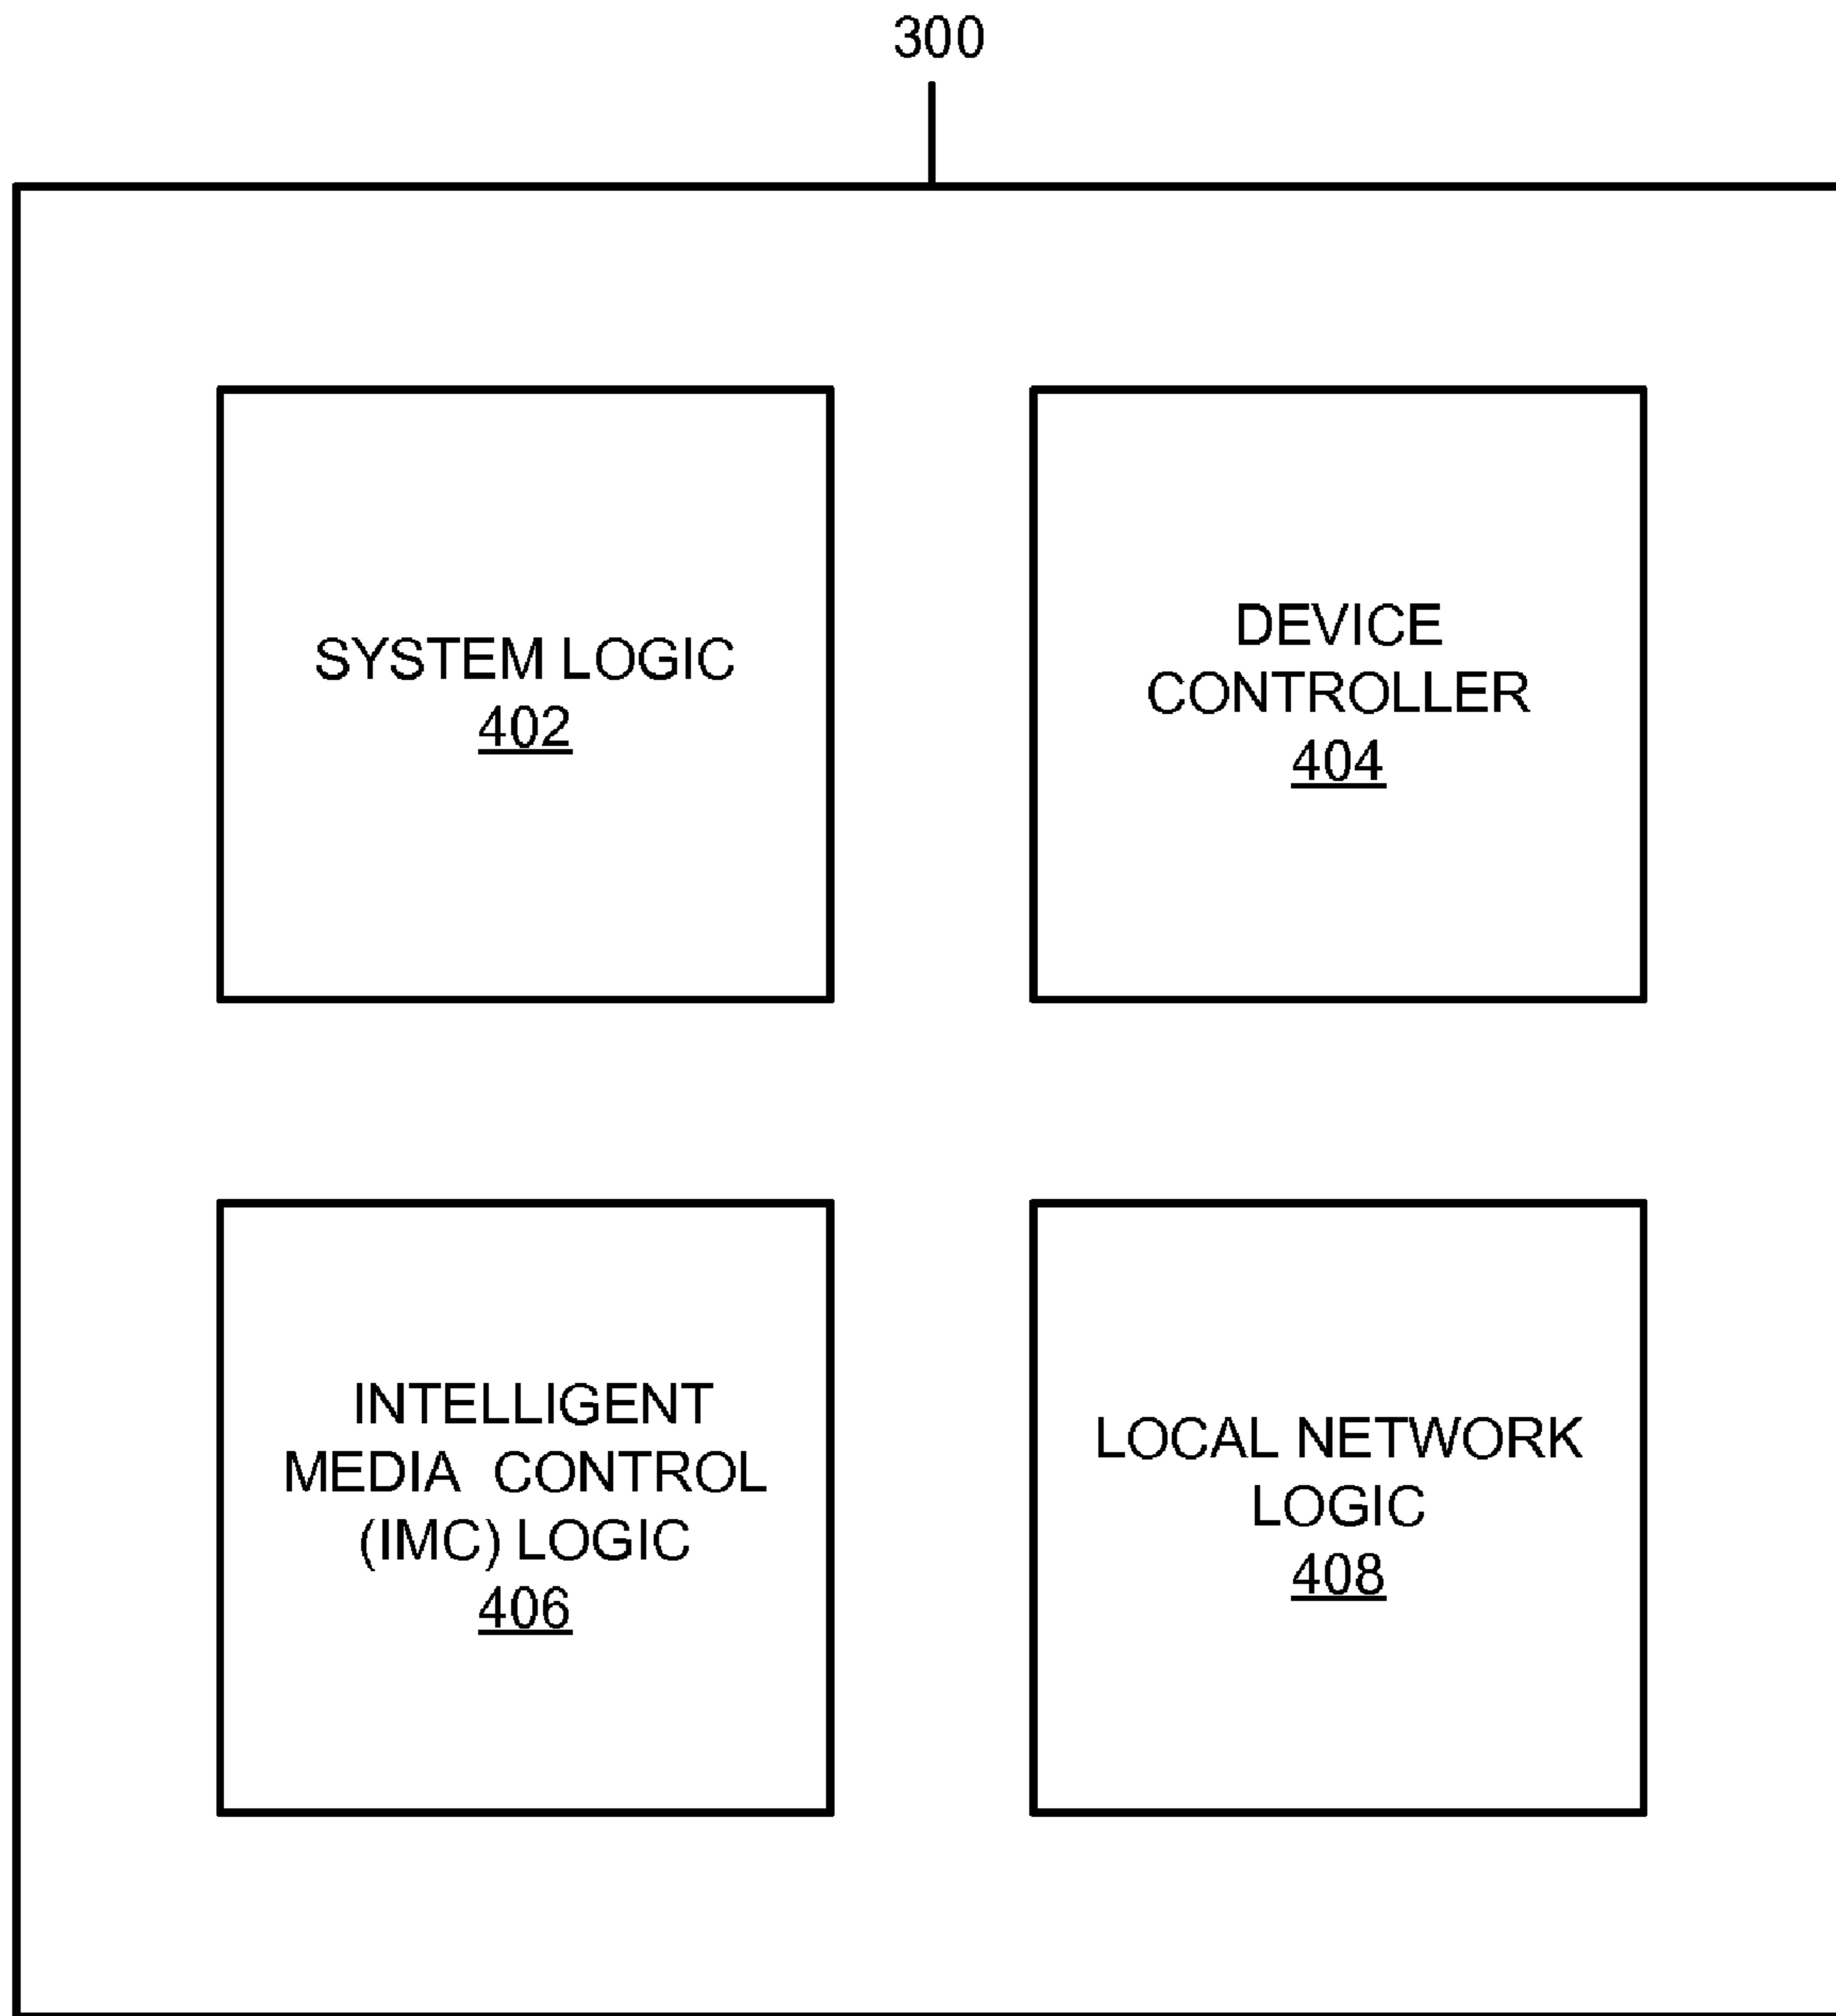 300
SYSTEM LOGIC
402
DEVICE
CONTROLLER
404
INTELLIGENT
MEDIA CONTROL
(IMC) LOGIC
406
LOCAL NETWORK
LOGIC
408